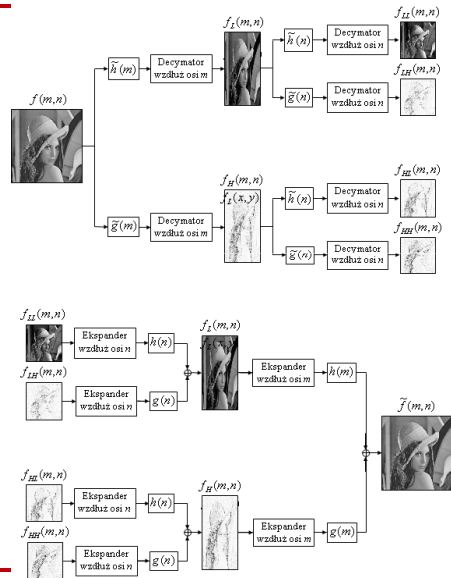 f(m,n)
h̃(m)
Decymator
wzdłuż osi m
f_L(m,n)
h̃(n)
Decymator
wzdłuż osi n
f_LL(m,n)
g̃(n)
Decymator
wzdłuż osi n
f_LH(m,n)
g̃(m)
Decymator
wzdłuż osi m
f_H(m,n)
f_L(x,y)
h̃(n)
Decymator
wzdłuż osi n
f_HL(m,n)
g̃(n)
Decymator
wzdłuż osi n
f_HH(m,n)
f_LL(m,n)
Ekspander
wzdłuż osi n
h(n)
f_LH(m,n)
Ekspander
wzdłuż osi n
g(n)
f_L(m,n)
Ekspander
wzdłuż osi m
h(m)
f_HL(m,n)
Ekspander
wzdłuż osi n
h(n)
f_HH(m,n)
Ekspander
wzdłuż osi n
g(n)
f_H(m,n)
Ekspander
wzdłuż osi m
g(m)
f̃(m,n)